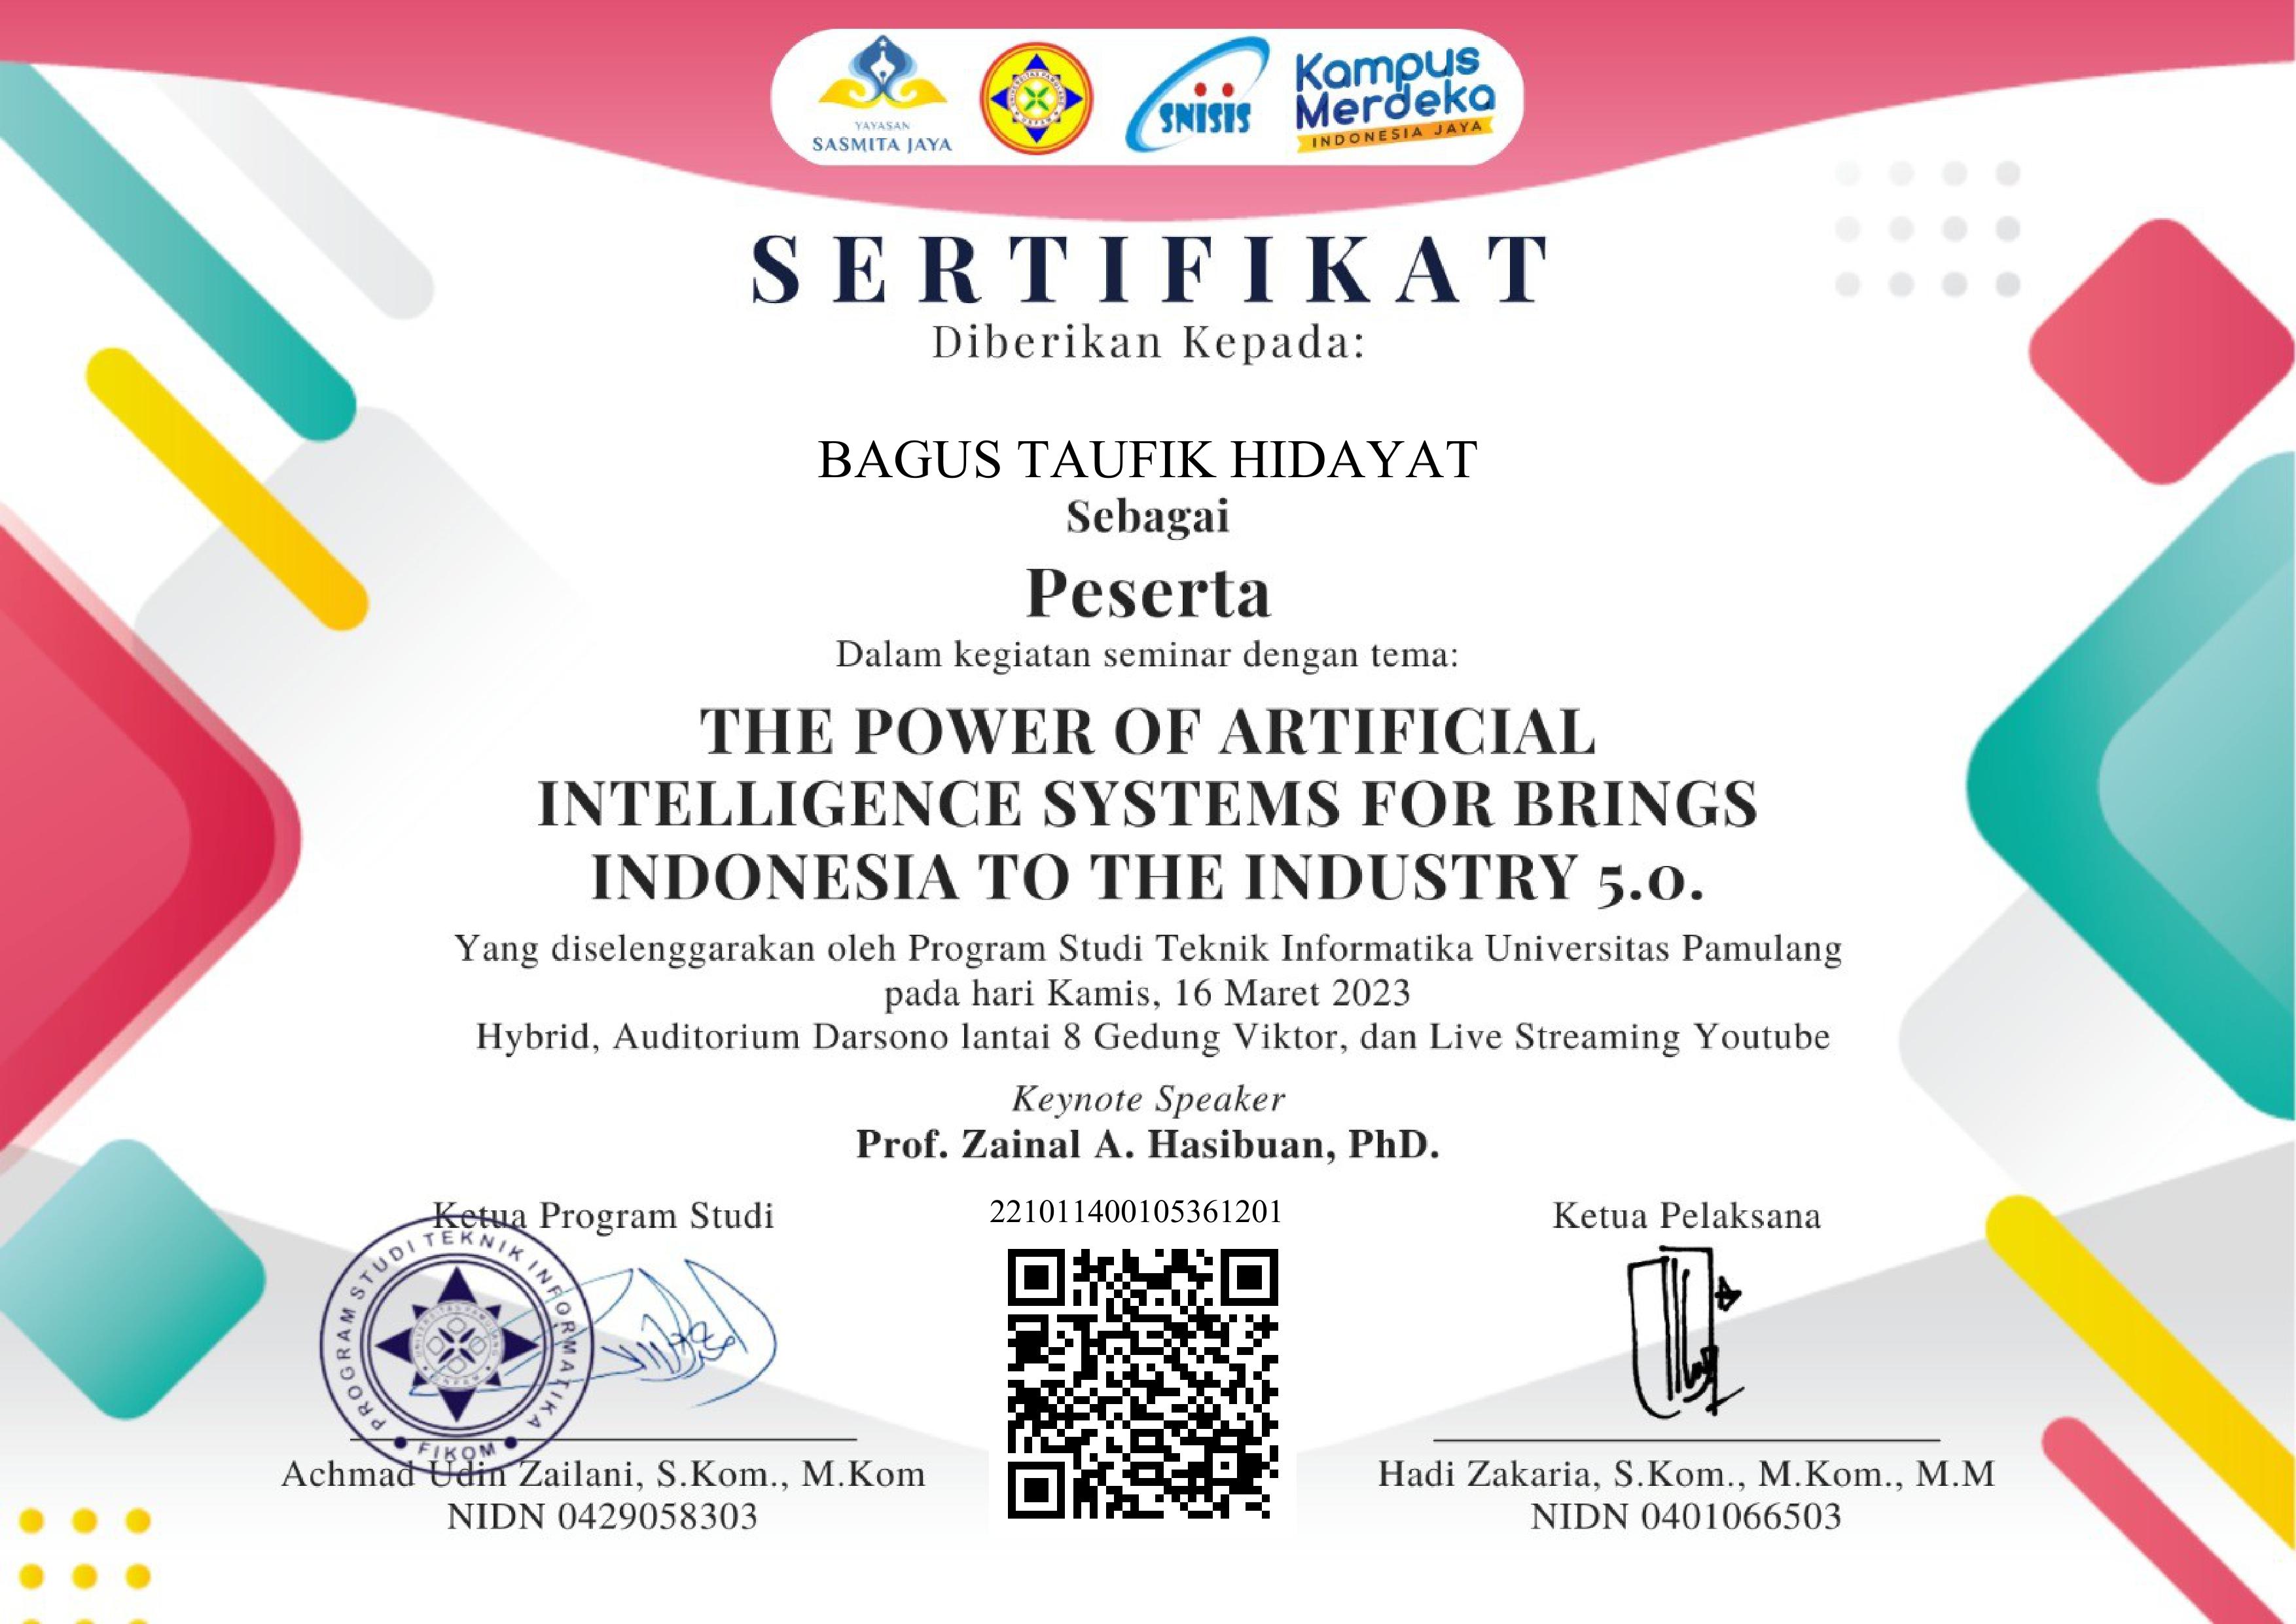 YAYASAN
SASMITA JAYA
SNISIS
Kampus
Merdeka
INDONESIA JAYA
SERTIFIKAT
Diberikan Kepada:
BAGUS TAUFIK HIDAYAT
Sebagai
Peserta
Dalam kegiatan seminar dengan tema:
THE POWER OF ARTIFICIAL
INTELLIGENCE SYSTEMS FOR BRINGS
INDONESIA TO THE INDUSTRY 5.0.
Yang diselenggarakan oleh Program Studi Teknik Informatika Universitas Pamulang
pada hari Kamis, 16 Maret 2023
Hybrid, Auditorium Darsono lantai 8 Gedung Viktor, dan Live Streaming Youtube
Keynote Speaker
Prof. Zainal A. Hasibuan, PhD.
Ketua Program Studi
PROGRAM STUDI TEKNIK INFORMATIKA
FIKOM
Achmad Udin Zailani, S.Kom., M.Kom
NIDN 0429058303
221011400105361201
Ketua Pelaksana
Hadi Zakaria, S.Kom., M.Kom., M.M
NIDN 0401066503